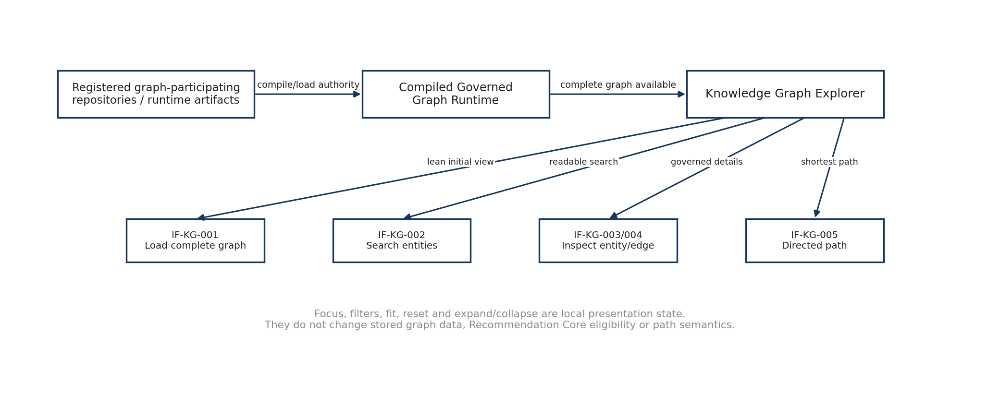 Registered graph-participating
repositories / runtime artifacts
compile/load authority
Compiled Governed
Graph Runtime
complete graph available
Knowledge Graph Explorer
lean initial view
readable search
governed details
shortest path
IF-KG-001
Load complete graph
IF-KG-002
Search entities
IF-KG-003/004
Inspect entity/edge
IF-KG-005
Directed path
Focus, filters, fit, reset and expand/collapse are local presentation state.
They do not change stored graph data, Recommendation Core eligibility or path semantics.